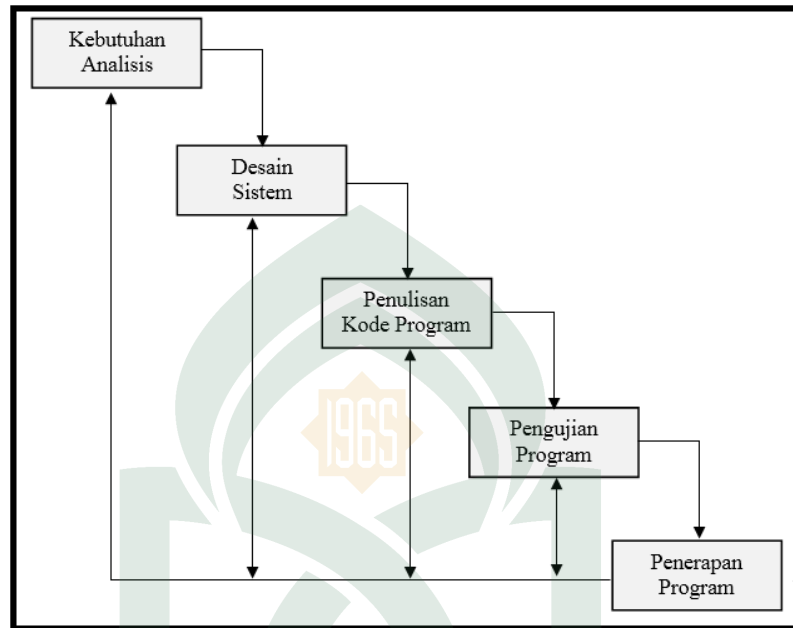 Kebutuhan
Analisis
Desain
Sistem
Penulisan
Kode Program
1965
Pengujian
Program
Penerapan
Program